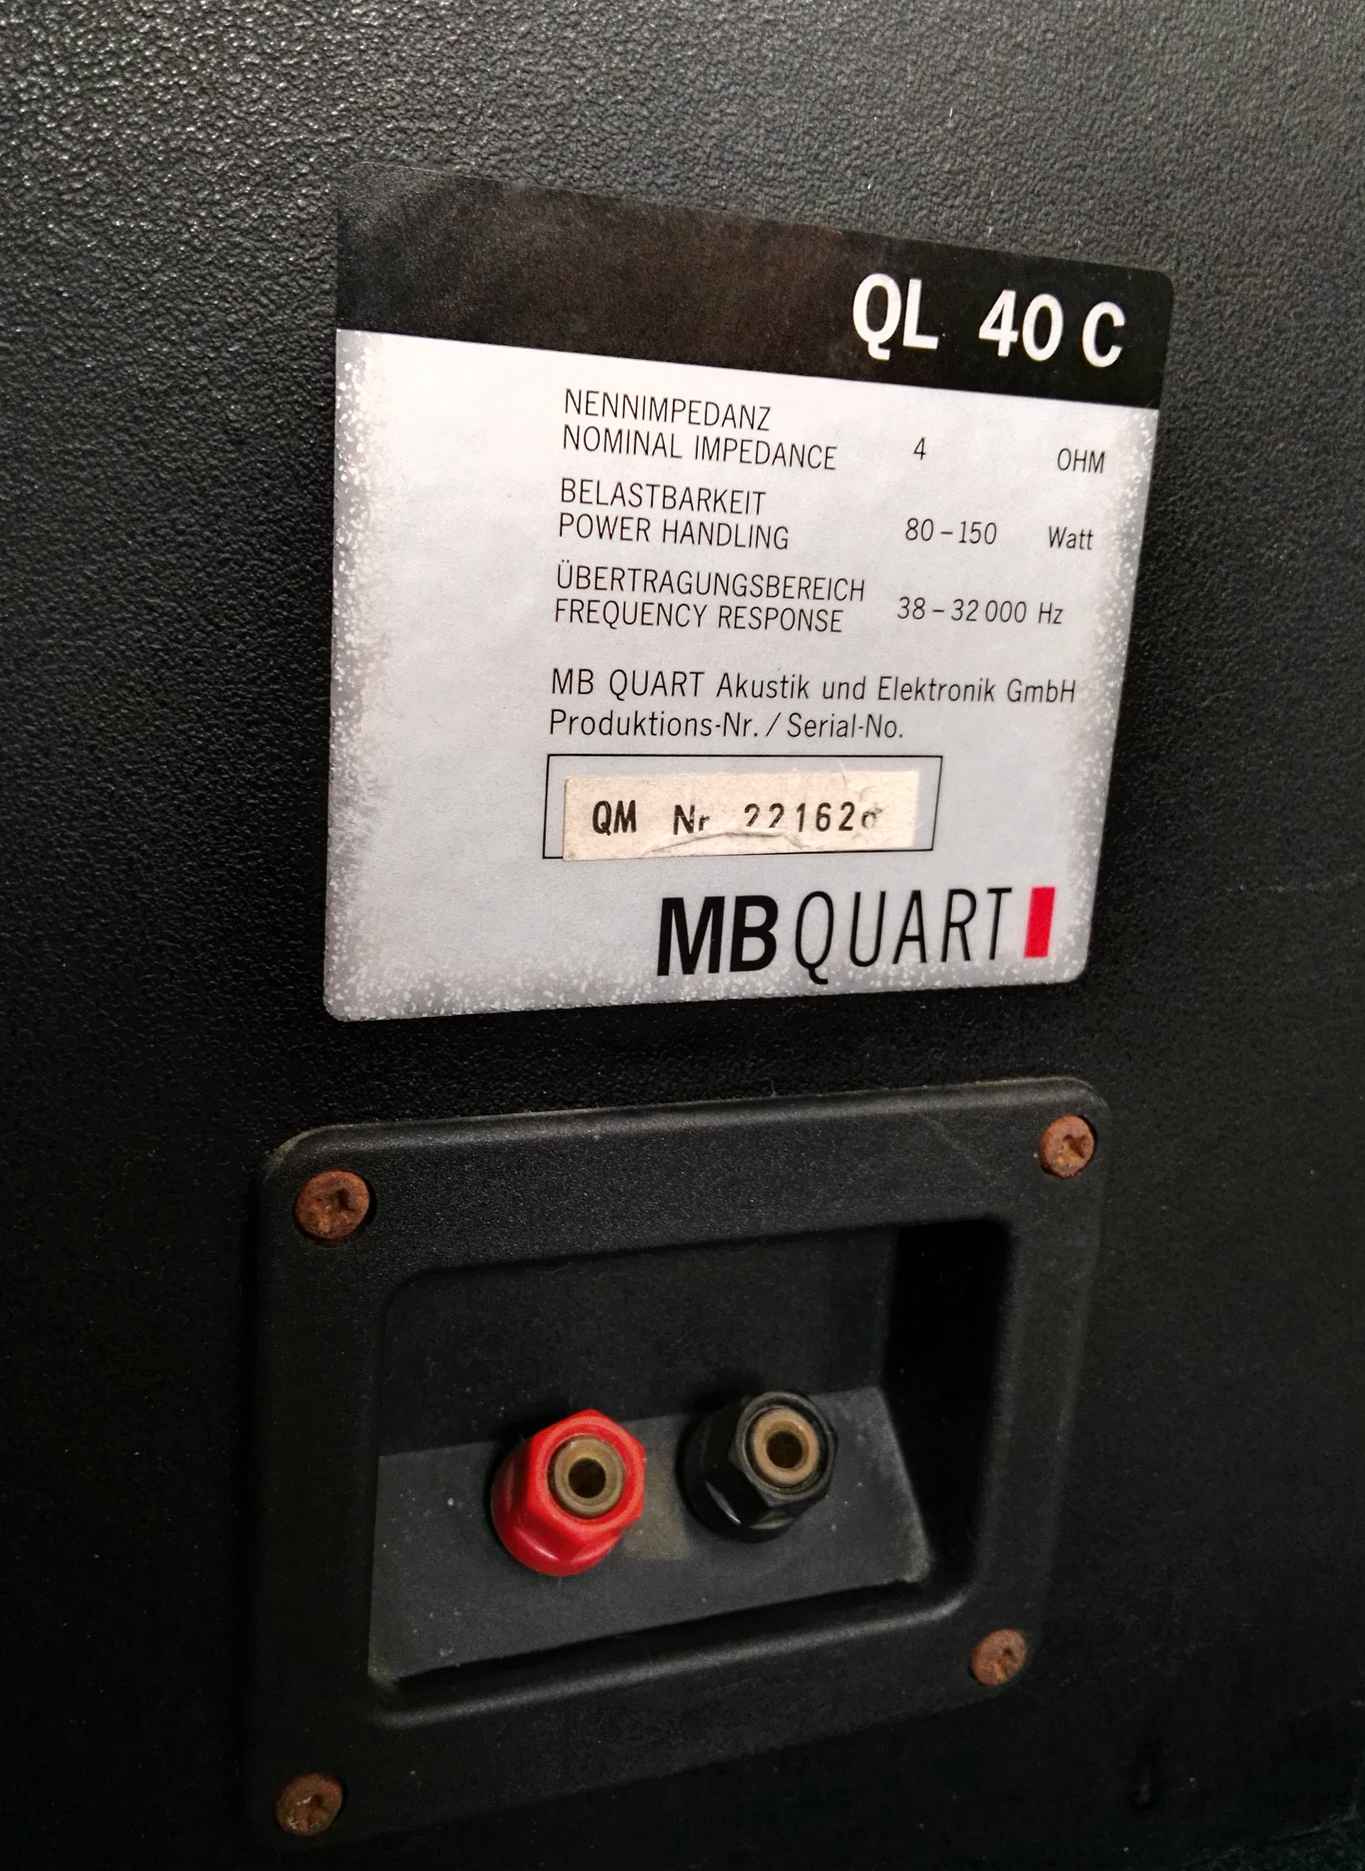 QL 40 C
NENNIMPEDANZ
NOMINAL IMPEDANCE 4 OHM
BELASTBARKEIT
POWER HANDLING 80-150 Watt
ÜBERTRAGUNGSBEREICH
FREQUENCY RESPONSE 38-32 000 Hz
MB QUART Akustik und Elektronik GmbH
Produktions-Nr. / Serial-No.
QM Nr
MB QUART